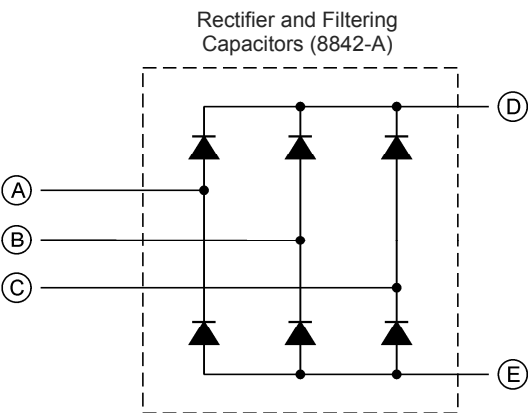 Rectifier and Filtering
Capacitors (8842-A)
D
A
B
C
E